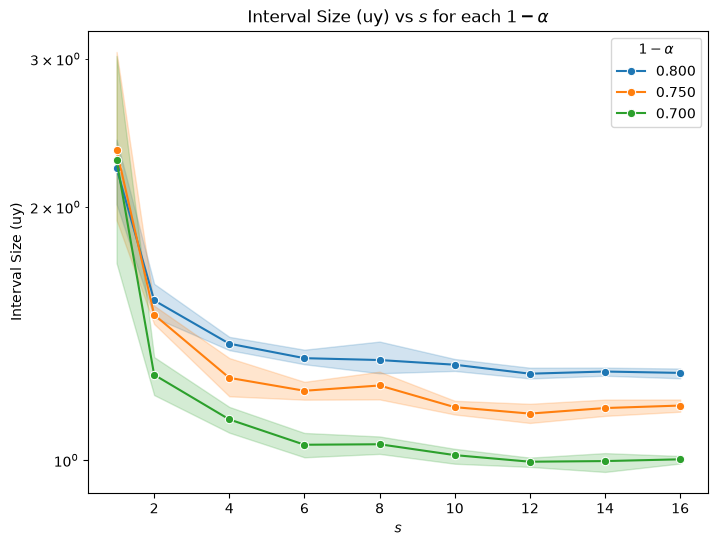 Interval Size (uy) vs s for each 1 − α
1 − α
0.800
0.750
0.700
3 × 10⁰
2 × 10⁰
10⁰
Interval Size (uy)
2 4 6 8 10 12 14 16
s